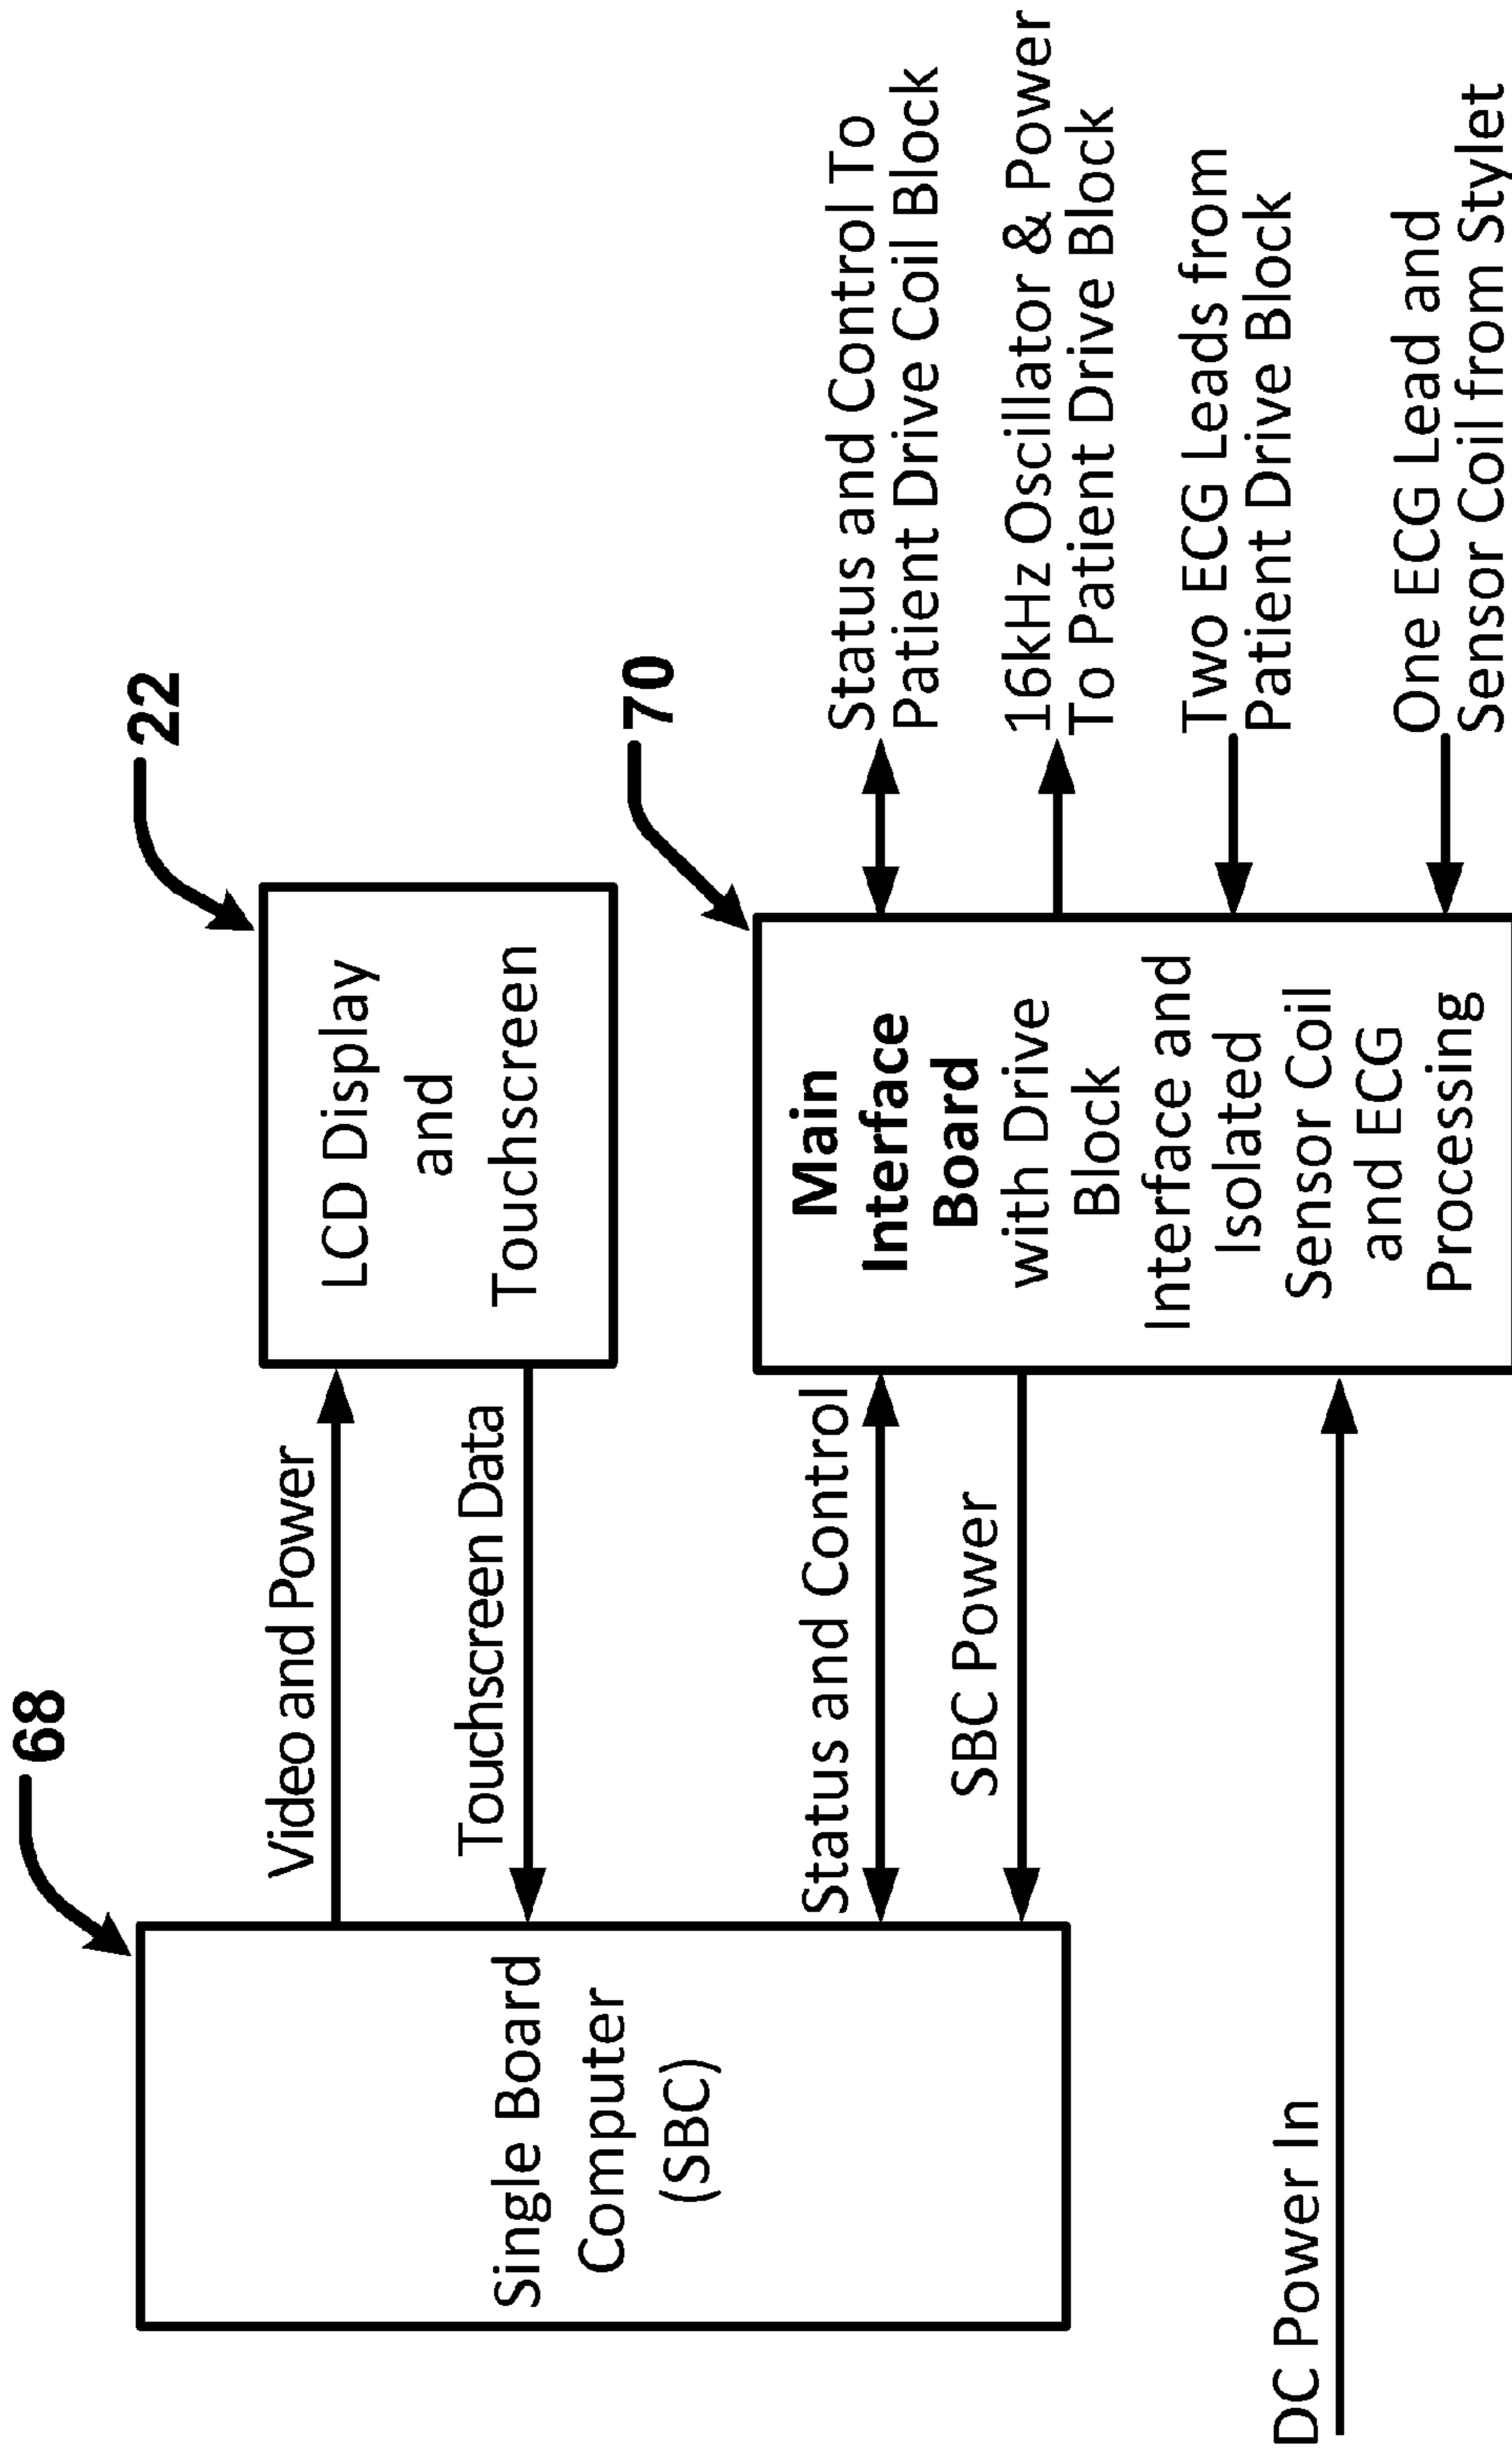 68
22
Single Board
Computer
(SBC)
Video and Power
Touchscreen Data
LCD Display
and
Touchscreen
70
Status and Control
SBC Power
DC Power In
Main
Interface
Board
with Drive
Block
Interface and
Isolated
Sensor Coil
and ECG
Processing
Status and Control To
Patient Drive Coil Block
16kHz Oscillator & Power
To Patient Drive Block
Two ECG Leads from
Patient Drive Block
One ECG Lead and
Sensor Coil from Stylet